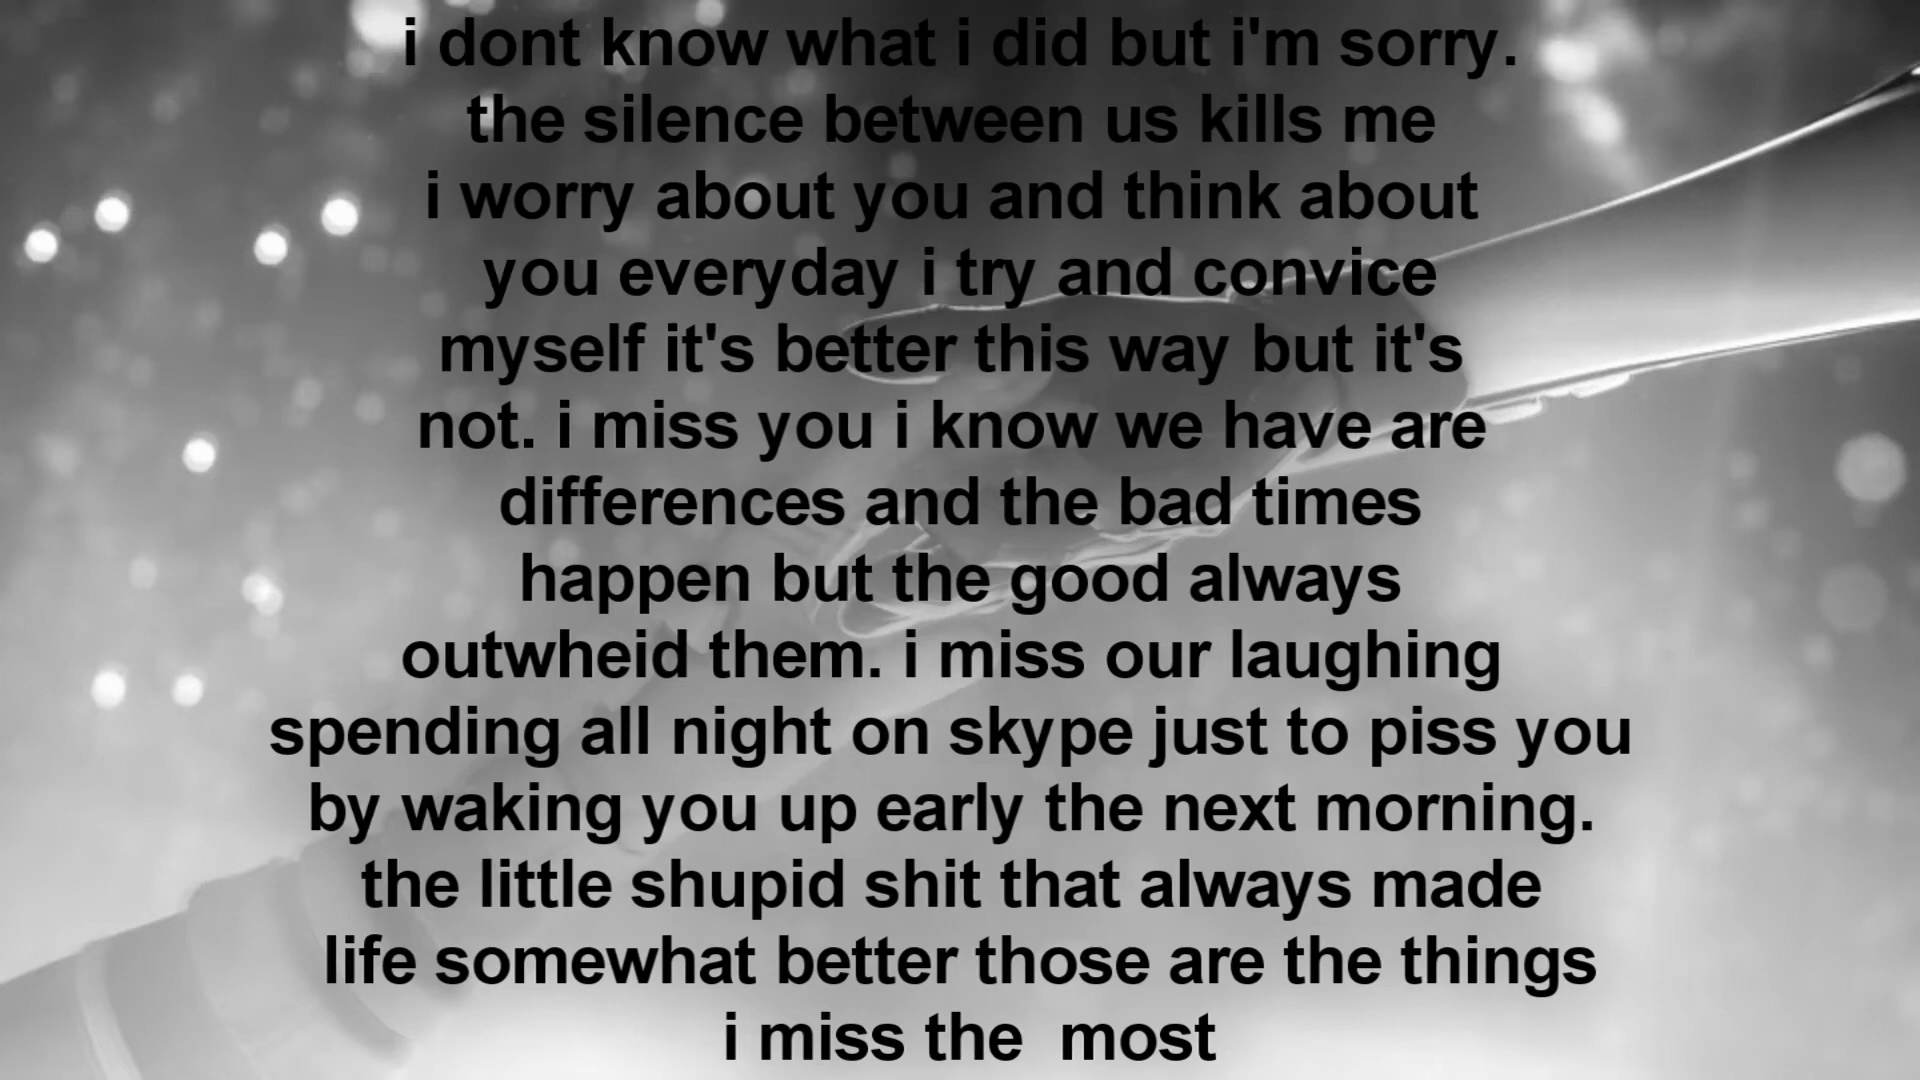 i dont know what i did but i'm sorry.
the silence between us kills me
i worry about you and think about
you everyday i try and convice
myself it's better this way but it's
not. i miss you i know we have are
differences and the bad times
happen but the good always
outwheid them. i miss our laughing
spending all night on skype just to piss you
by waking you up early the next morning.
the little shupid shit that always made
life somewhat better those are the things
i miss the  most